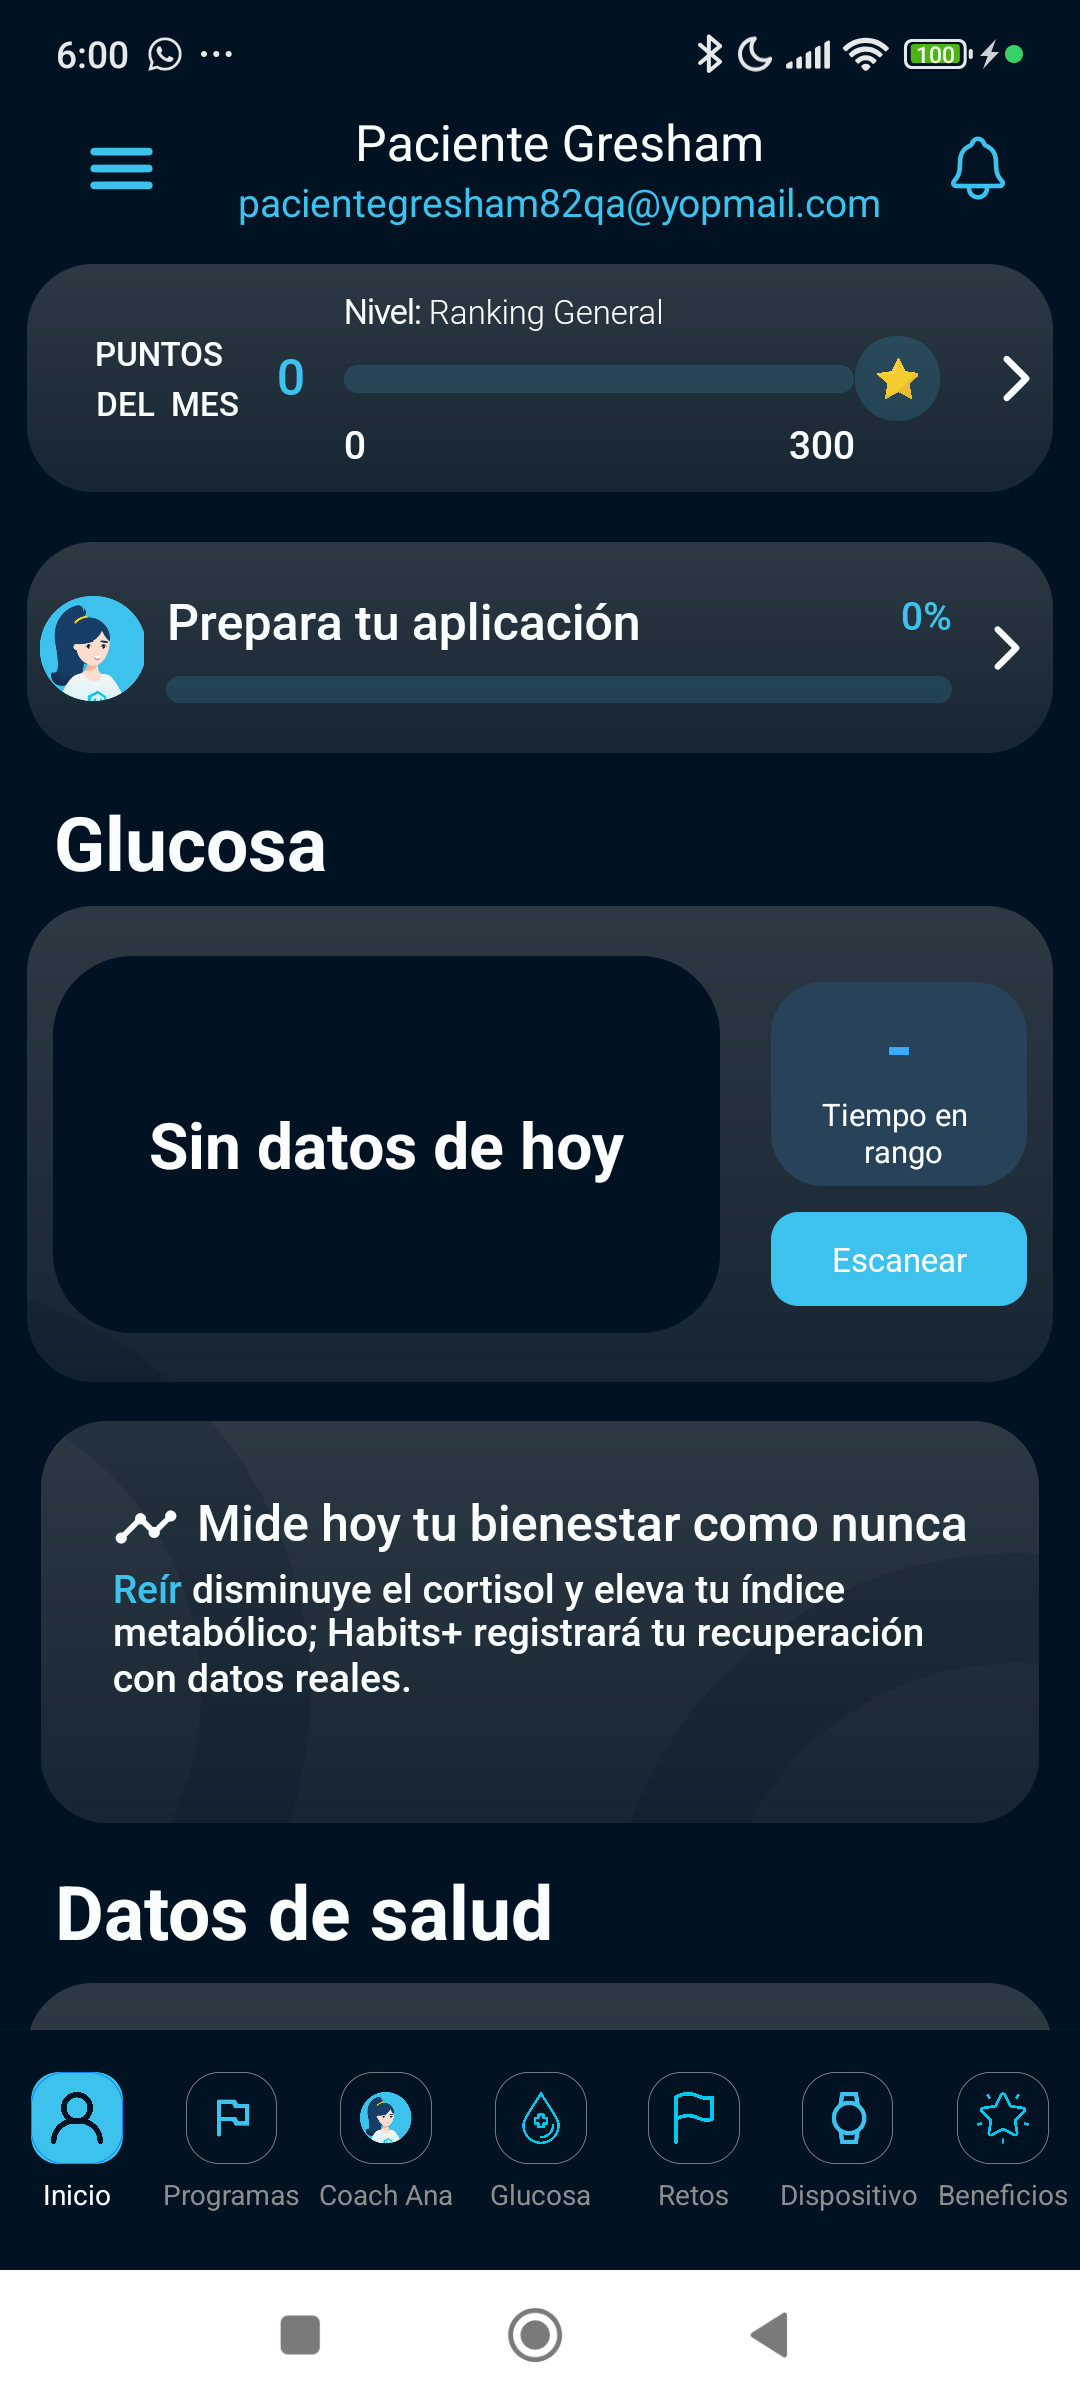 6:00
100
Paciente Gresham
pacientegresham82qa@yopmail.com
Nivel: Ranking General
PUNTOS
DEL MES
0
0
300
Prepara tu aplicación
0%
Glucosa
Sin datos de hoy
-
Tiempo en
rango
Escanear
Mide hoy tu bienestar como nunca
Reír disminuye el cortisol y eleva tu índice
metabólico; Habits+ registrará tu recuperación
con datos reales.
Datos de salud
Inicio
Programas
Coach Ana
Glucosa
Retos
Dispositivo
Beneficios